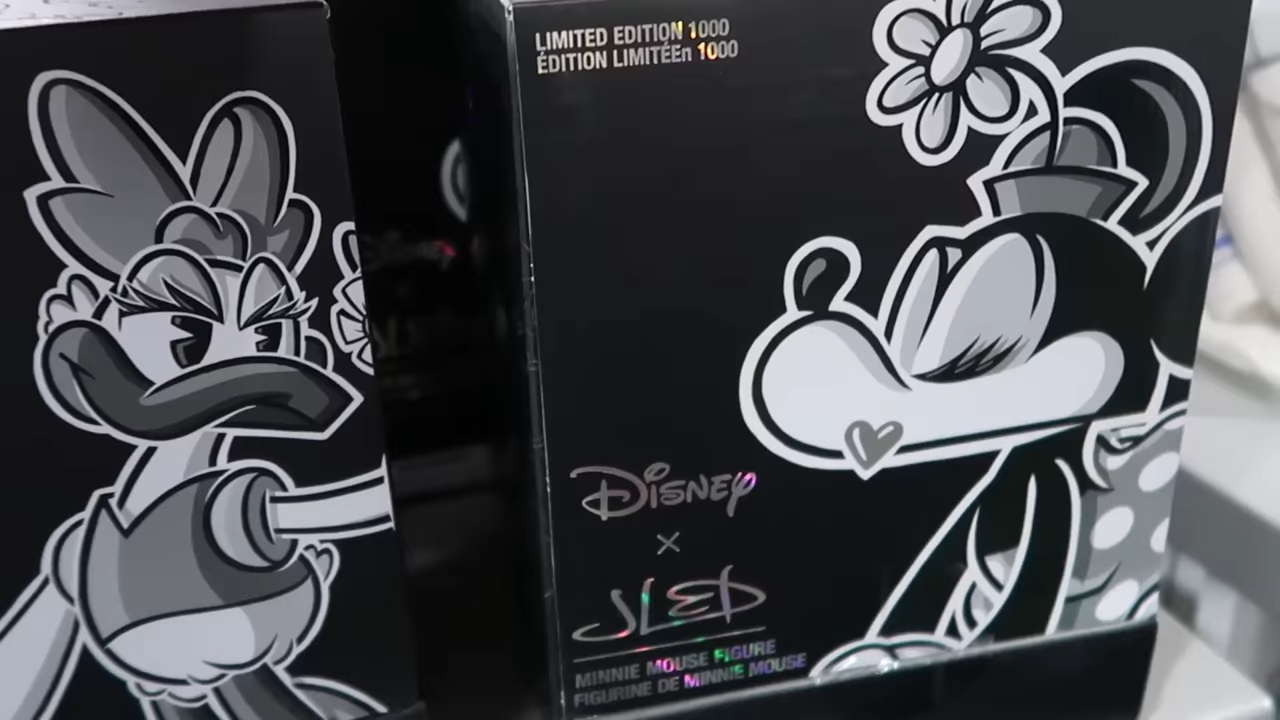 LIMITED EDITION 1000
ÉDITION LIMITÉEn 1000
DISNEY
×
JLED
MINNIE MOUSE FIGURE
FIGURINE DE MINNIE MOUSE